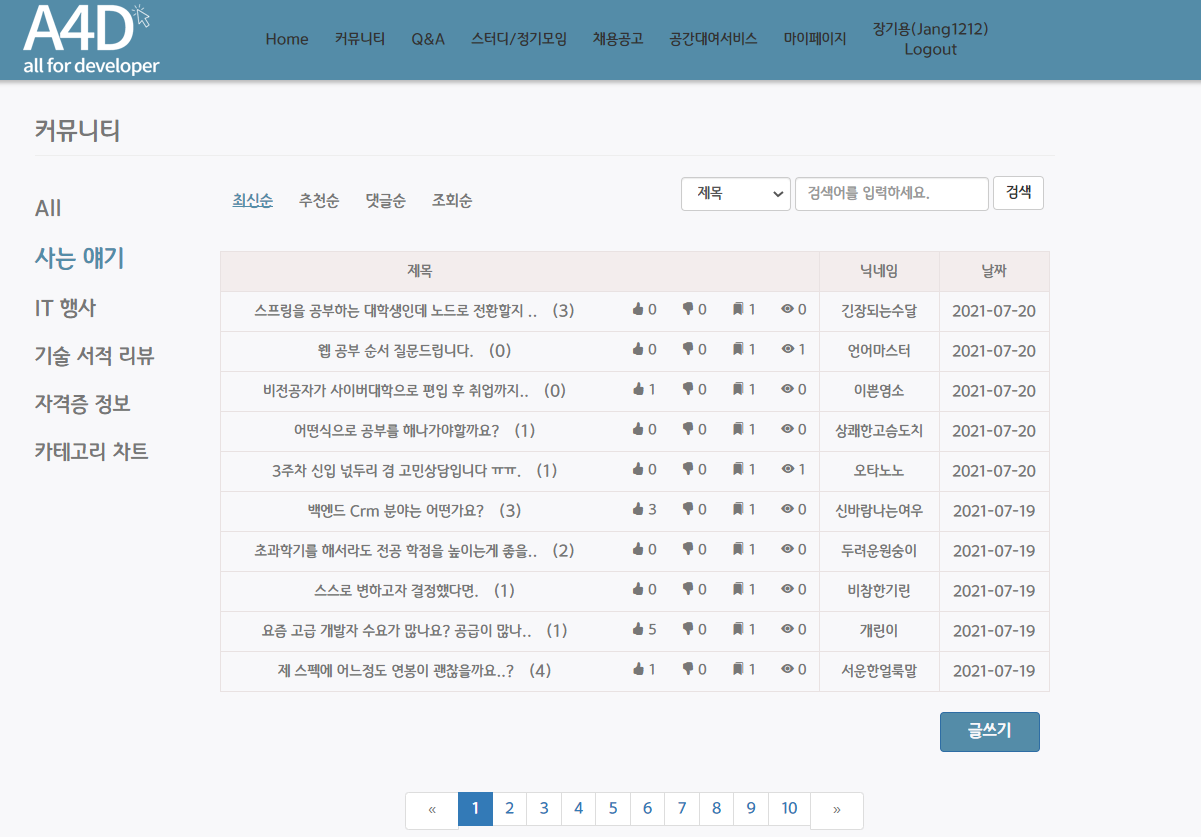 A4D
all for developer
Home 커뮤니티 Q&A 스터디/정기모임 채용공고 공간대여서비스 마이페이지 장기용(Jang1212)
Logout
커뮤니티
All
사는 얘기
IT 행사
기술 서적 리뷰
자격증 정보
카테고리 차트
최신순 추천순 댓글순 조회순 제목 검색어를 입력하세요. 검색
제목 닉네임 날짜
스프링을 공부하는 대학생인데 노드로 전환할지 .. (3) 0 0 1 0 긴장되는수달 2021-07-20
웹 공부 순서 질문드립니다. (0) 0 0 1 1 언어마스터 2021-07-20
비전공자가 사이버대학으로 편입 후 취업까지.. (0) 1 0 1 0 이쁜염소 2021-07-20
어떤식으로 공부를 해나가야할까요? (1) 0 0 1 0 상쾌한고슴도치 2021-07-20
3주차 신입 넋두리 겸 고민상담입니다 ㅠㅠ. (1) 0 0 1 1 오타노노 2021-07-20
백엔드 Crm 분야는 어떤가요? (3) 3 0 1 0 신바람나는여우 2021-07-19
초과학기를 해서라도 전공 학점을 높이는게 좋을.. (2) 0 0 1 0 두려운원숭이 2021-07-19
스스로 변하고자 결정했다면. (1) 0 0 1 0 비참한기린 2021-07-19
요즘 고급 개발자 수요가 많나요? 공급이 많나.. (1) 5 0 1 0 개린이 2021-07-19
제 스펙에 어느정도 연봉이 괜찮을까요..? (4) 1 0 1 0 서운한얼룩말 2021-07-19
글쓰기
« 1 2 3 4 5 6 7 8 9 10 »